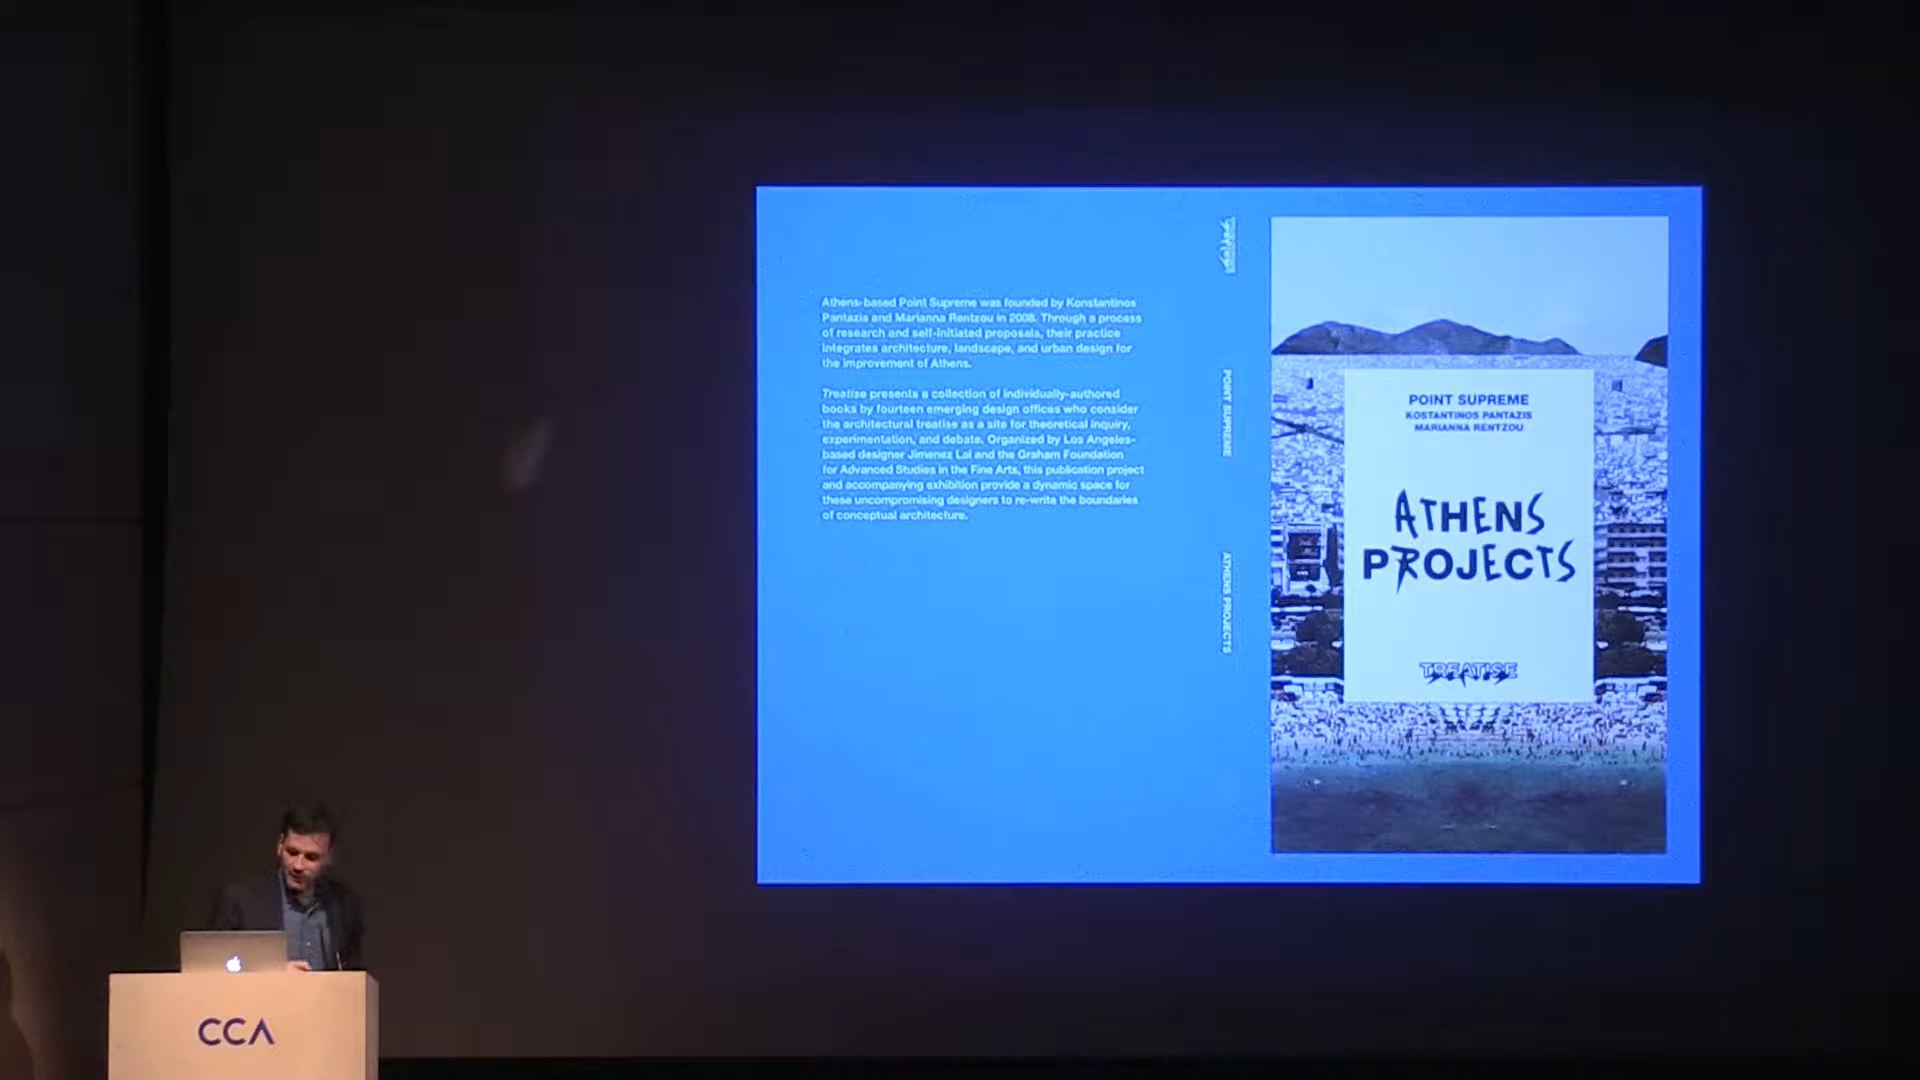 Athens-based Point Supreme was founded by Konstantinos
Pantazis and Marianna Rentzou in 2008. Through a process
of research and self-initiated proposals, their practice
integrates architecture, landscape, and urban design for
the improvement of Athens.
Treatise presents a collection of individually-authored
books by fourteen emerging design offices who consider
the architectural treatise as a site for theoretical inquiry,
experimentation, and debate. Organized by Los Angeles-
based designer Jimenez Lai and the Graham Foundation
for Advanced Studies in the Fine Arts, this publication project
and accompanying exhibition provide a dynamic space for
these uncompromising designers to re-write the boundaries
of conceptual architecture.
TREATISE
POINT SUPREME
ATHENS PROJECTS
POINT SUPREME
KOSTANTINOS PANTAZIS
MARIANNA RENTZOU
ATHENS
PROJECTS
TREATISE
CCA